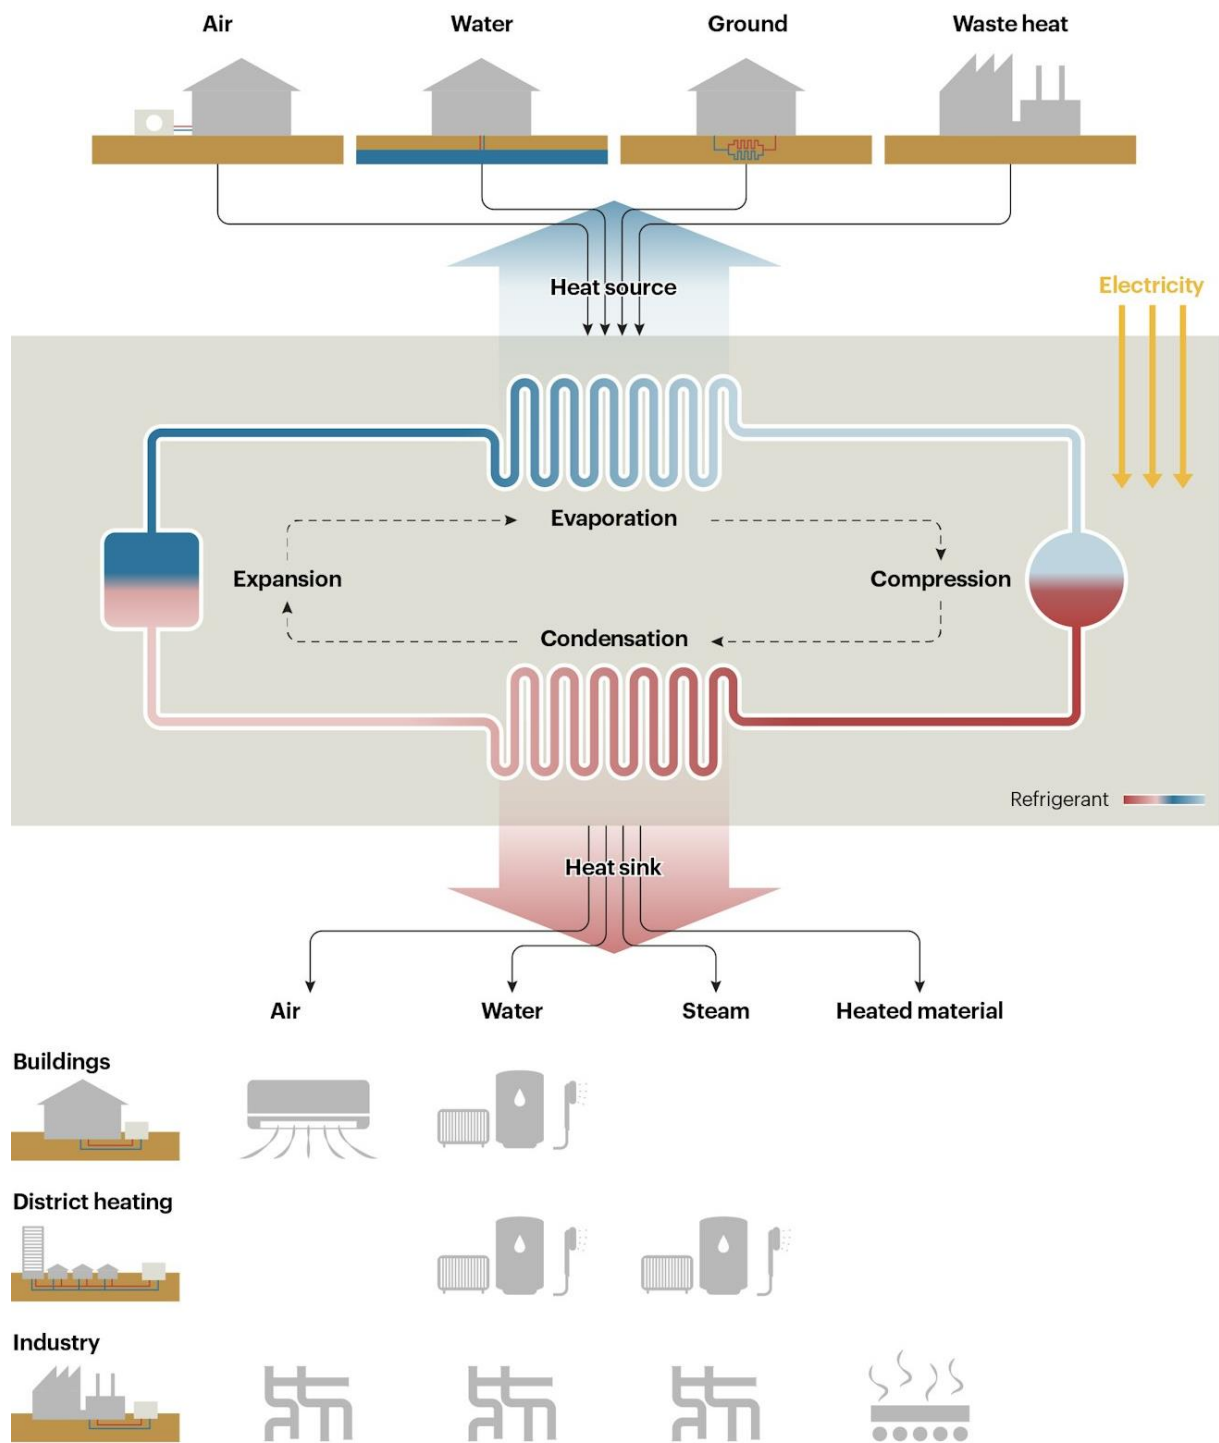 Air
Water
Ground
Waste heat
Heat source
Electricity
Evaporation
Expansion
Compression
Condensation
Refrigerant
Heat sink
Air
Water
Steam
Heated material
Buildings
District heating
Industry